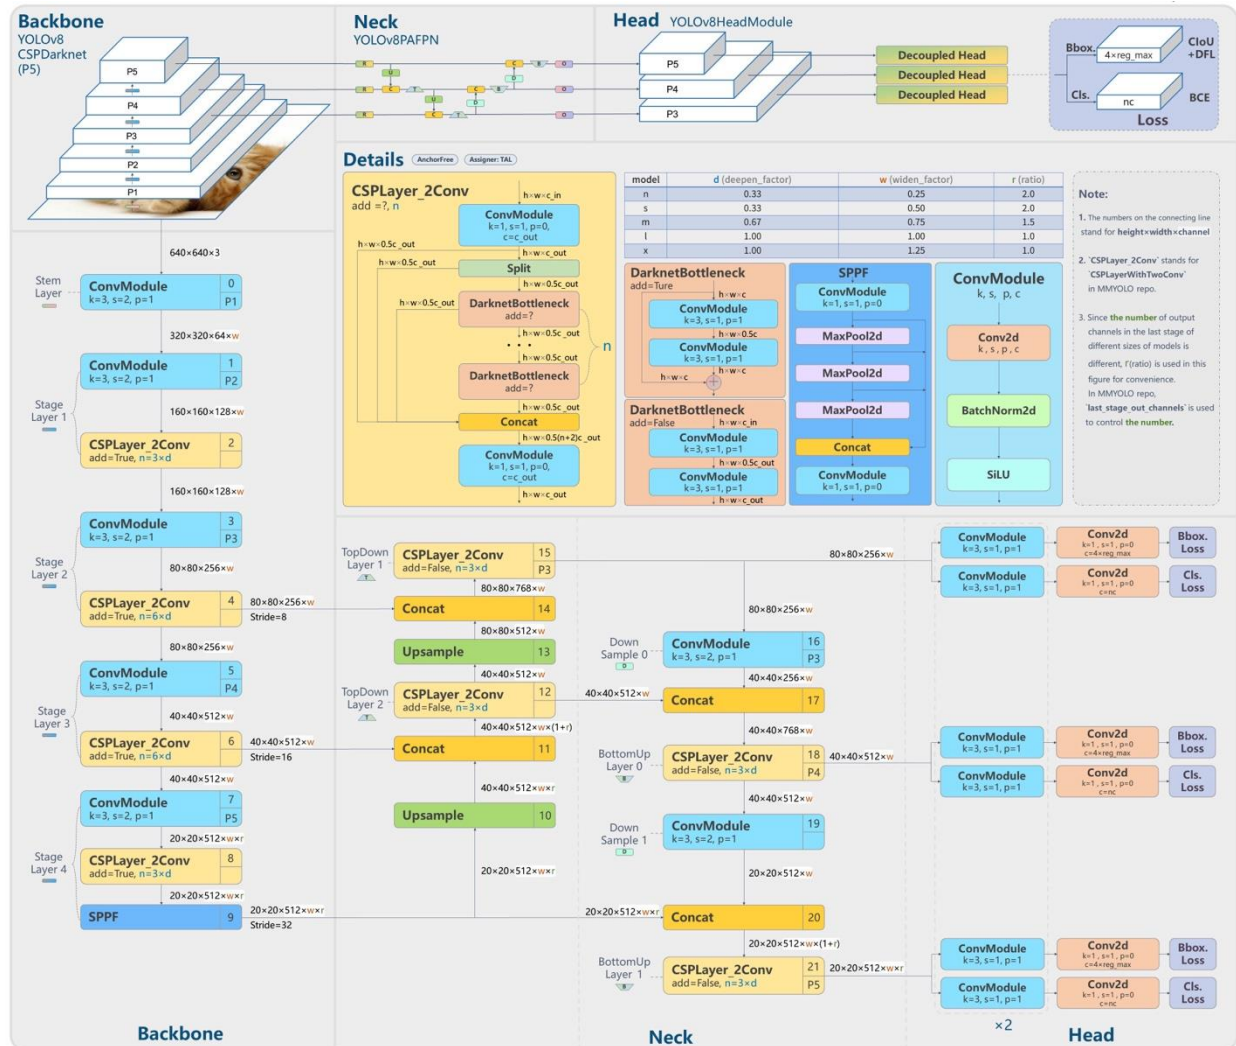 Backbone
YOLOv8
CSPDarknet
(P5)
P5
P4
P3
P2
P1
Neck
YOLOv8PAFPN
R
C
B
O
U
D
R
C
T
C
B
O
U
D
R
C
T
O
Head YOLOv8HeadModule
P5
P4
P3
Decoupled Head
Decoupled Head
Decoupled Head
Bbox.
4×reg_max
CIoU
+DFL
Cls.
nc
BCE
Loss
640×640×3
Stem
Layer
ConvModule
k=3, s=2, p=1
0
P1
320×320×64×w
ConvModule
k=3, s=2, p=1
1
P2
Stage
Layer 1
160×160×128×w
CSPLayer_2Conv
add=True, n=3×d
2
160×160×128×w
ConvModule
k=3, s=2, p=1
3
P3
Stage
Layer 2
80×80×256×w
CSPLayer_2Conv
add=True, n=6×d
4
80×80×256×w
Stride=8
80×80×256×w
ConvModule
k=3, s=2, p=1
5
P4
Stage
Layer 3
40×40×512×w
CSPLayer_2Conv
add=True, n=6×d
6
40×40×512×w
Stride=16
40×40×512×w
ConvModule
k=3, s=2, p=1
7
P5
20×20×512×w×r
Stage
Layer 4
CSPLayer_2Conv
add=True, n=3×d
8
20×20×512×w×r
SPPF
9
20×20×512×w×r
Stride=32
Backbone
Details
AnchorFree
Assigner: TAL
CSPLayer_2Conv
add =?, n
h×w×c_in
ConvModule
k=1, s=1, p=0,
c=c_out
h×w×0.5c_out
h×w×c_out
Split
h×w×0.5c_out
h×w×0.5c_out
h×w×0.5c_out
DarknetBottleneck
add=?
h×w×0.5c_out
· · ·
h×w×0.5c_out
n
DarknetBottleneck
add=?
h×w×0.5c_out
Concat
h×w×0.5(n+2)c_out
ConvModule
k=1, s=1, p=0,
c=c_out
h×w×c_out
model d (deepen_factor) w (widen_factor) r (ratio)
n 0.33 0.25 2.0
s 0.33 0.50 2.0
m 0.67 0.75 1.5
l 1.00 1.00 1.0
x 1.00 1.25 1.0
DarknetBottleneck
add=Ture
h×w×c
ConvModule
k=3, s=1, p=1
h×w×0.5c
ConvModule
k=3, s=1, p=1
h×w×c
h×w×c
+
DarknetBottleneck
add=False
h×w×c_in
ConvModule
k=3, s=1, p=1
h×w×0.5c_out
ConvModule
k=3, s=1, p=1
h×w×c_out
SPPF
ConvModule
k=1, s=1, p=0
MaxPool2d
MaxPool2d
MaxPool2d
Concat
ConvModule
k=1, s=1, p=0
ConvModule
k, s, p, c
Conv2d
k, s, p, c
BatchNorm2d
SiLU
Note:
1. The numbers on the connecting line
stand for height×width×channel
2. `CSPLayer_2Conv` stands for
`CSPLayerWithTwoConv`
in MMYOLO repo.
3. Since the number of output
channels in the last stage of
different sizes of models is
different, r'(ratio) is used in this
figure for convenience.
In MMYOLO repo,
`last_stage_out_channels` is used
to control the number.
TopDown
Layer 1
T
CSPLayer_2Conv
add=False, n=3×d
15
P3
80×80×256×w
80×80×768×w
Concat
14
80×80×512×w
Upsample
13
40×40×512×w
TopDown
Layer 2
T
CSPLayer_2Conv
add=False, n=3×d
12
40×40×512×w
40×40×512×w×(1+r)
Concat
11
40×40×512×w×r
Upsample
10
20×20×512×w×r
80×80×256×w
Down
Sample 0
D
ConvModule
k=3, s=2, p=1
16
P3
40×40×256×w
Concat
17
40×40×768×w
BottomUp
Layer 0
B
CSPLayer_2Conv
add=False, n=3×d
18
P4
40×40×512×w
40×40×512×w
Down
Sample 1
D
ConvModule
k=3, s=2, p=1
19
20×20×512×w
20×20×512×w×r
Concat
20
20×20×512×w×(1+r)
BottomUp
Layer 1
B
CSPLayer_2Conv
add=False, n=3×d
21
P5
20×20×512×w×r
Neck
ConvModule
k=3, s=1, p=1
Conv2d
k=1, s=1, p=0
c=4×reg_max
Bbox.
Loss
ConvModule
k=3, s=1, p=1
Conv2d
k=1, s=1, p=0
c=nc
Cls.
Loss
ConvModule
k=3, s=1, p=1
Conv2d
k=1, s=1, p=0
c=4×reg_max
Bbox.
Loss
ConvModule
k=3, s=1, p=1
Conv2d
k=1, s=1, p=0
c=nc
Cls.
Loss
ConvModule
k=3, s=1, p=1
Conv2d
k=1, s=1, p=0
c=4×reg_max
Bbox.
Loss
ConvModule
k=3, s=1, p=1
Conv2d
k=1, s=1, p=0
c=nc
Cls.
Loss
×2
Head